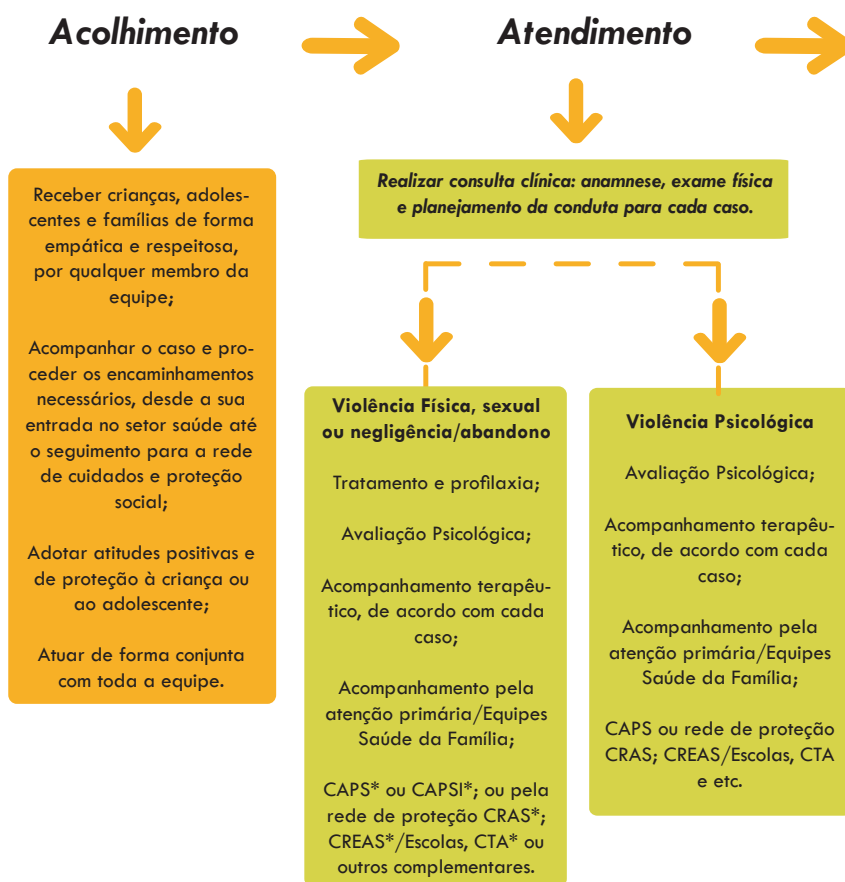 Acolhimento
Atendimento
Receber crianças, adoles-
centes e famílias de forma
empática e respeitosa,
por qualquer membro da
equipe;
Acompanhar o caso e pro-
ceder os encaminhamentos
necessários, desde a sua
entrada no setor saúde até
o seguimento para a rede
de cuidados e proteção
social;
Adotar atitudes positivas e
de proteção à criança ou
ao adolescente;
Atuar de forma conjunta
com toda a equipe.
Realizar consulta clínica: anamnese, exame física
e planejamento da conduta para cada caso.
Violência Física, sexual
ou negligência/abandono
Tratamento e profilaxia;
Avaliação Psicológica;
Acompanhamento terapêu-
tico, de acordo com cada
caso;
Acompanhamento pela
atenção primária/Equipes
Saúde da Família;
CAPS* ou CAPSI*; ou pela
rede de proteção CRAS*;
CREAS*/Escolas, CTA* ou
outros complementares.
Violência Psicológica
Avaliação Psicológica;
Acompanhamento terapêu-
tico, de acordo com cada
caso;
Acompanhamento pela
atenção primária/Equipes
Saúde da Família;
CAPS ou rede de proteção
CRAS; CREAS/Escolas, CTA
e etc.